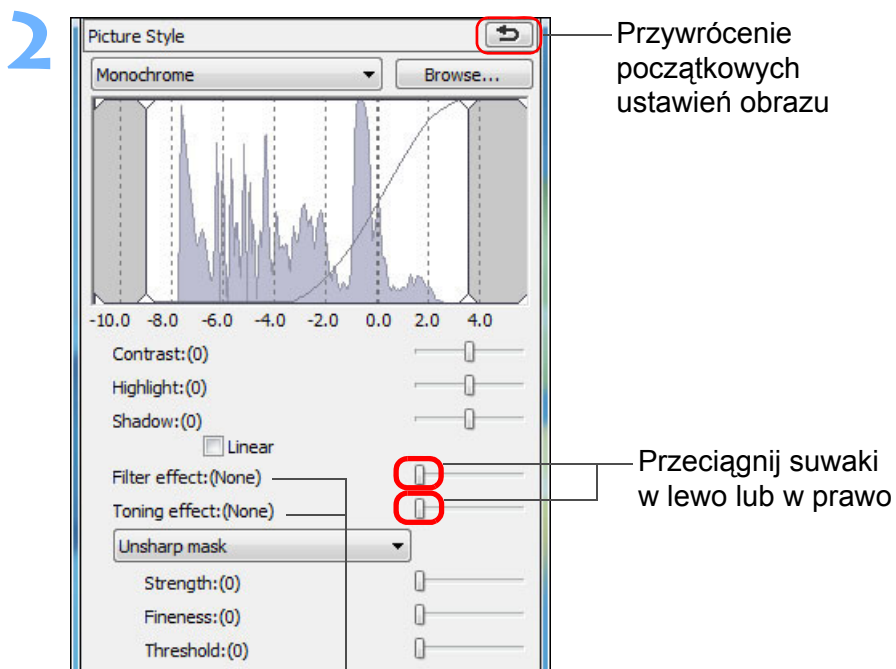 2
Picture Style
Przywrócenie
początkowych
ustawień obrazu
Monochrome
Browse...
-10.0 -8.0 -6.0 -4.0 -2.0 0.0 2.0 4.0
Contrast:(0)
Highlight:(0)
Shadow:(0)
Linear
Filter effect:(None)
Toning effect:(None)
Przeciągnij suwaki
w lewo lub w prawo
Unsharp mask
Strength:(0)
Fineness:(0)
Threshold:(0)